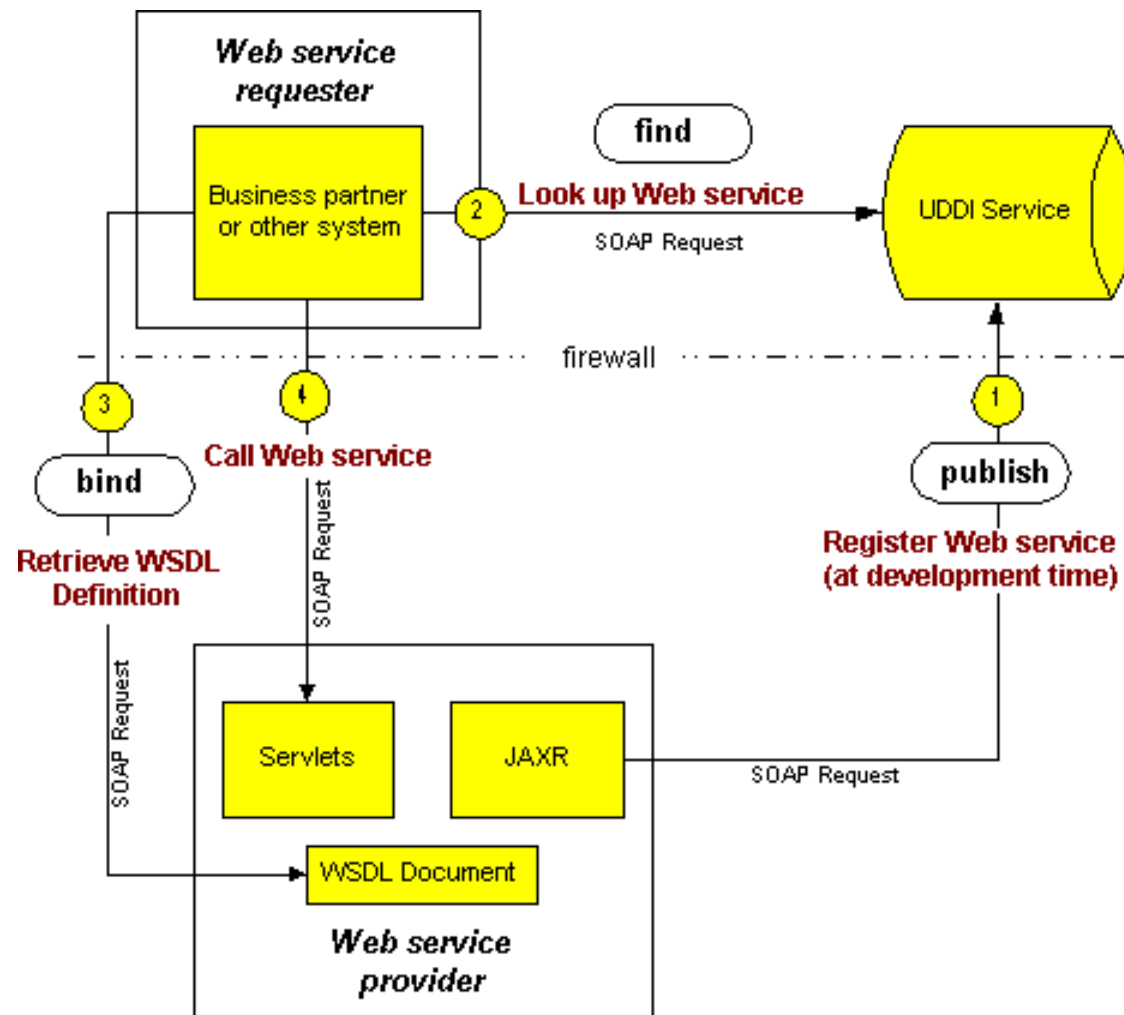 Web service
requester
Business partner
or other system
find
2
Look up Web service
SOAP Request
UDDI Service
firewall
3
4
1
bind
Call Web service
publish
Retrieve WSDL
Definition
SOAP Request
Register Web service
(at development time)
SOAP Request
Servlets
JAXR
SOAP Request
WSDL Document
Web service
provider